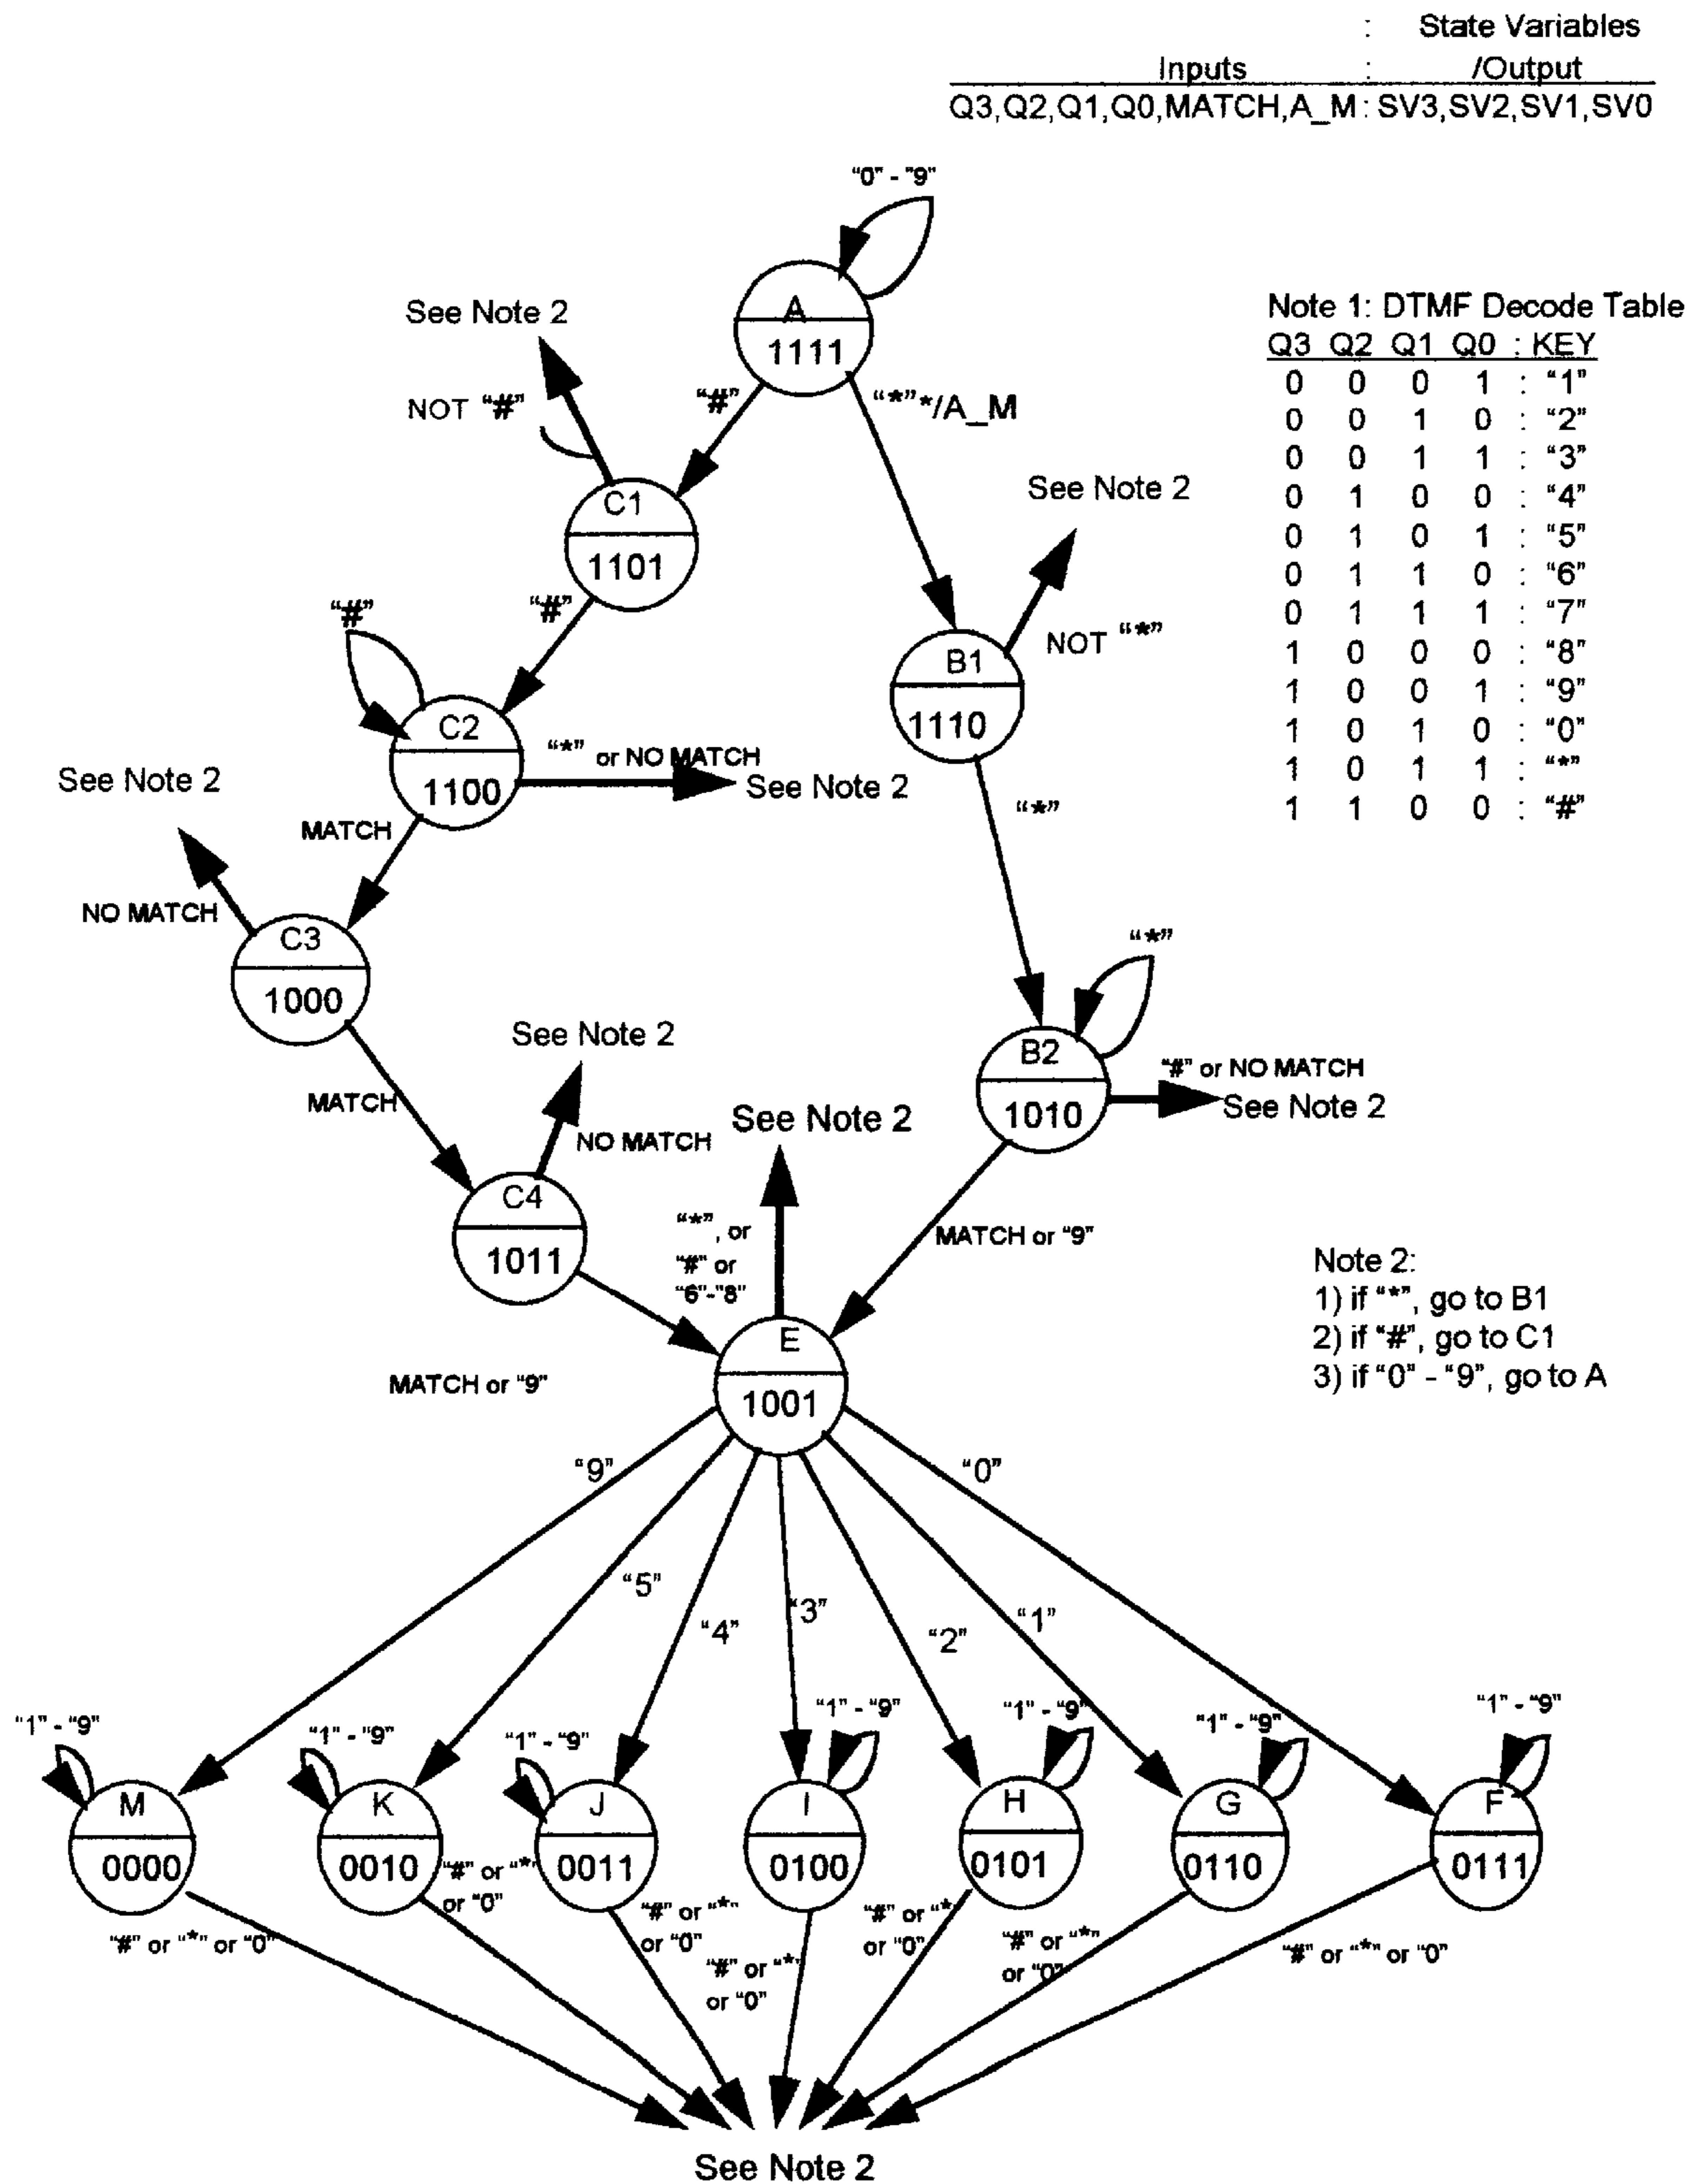 : State Variables
Inputs : /Output
Q3,Q2,Q1,Q0,MATCH,A_M: SV3,SV2,SV1,SV0
“0” - “9”
A
1111
See Note 2
NOT “#”
“#”
“*”*/A_M
Note 1: DTMF Decode Table
Q3 Q2 Q1 Q0 : KEY
0 0 0 1 : “1”
0 0 1 0 : “2”
0 0 1 1 : “3”
0 1 0 0 : “4”
0 1 0 1 : “5”
0 1 1 0 : “6”
0 1 1 1 : “7”
1 0 0 0 : “8”
1 0 0 1 : “9”
1 0 1 0 : “0”
1 0 1 1 : “*”
1 1 0 0 : “#”
C1
1101
See Note 2
NOT “*”
“#”
“#”
B1
1110
C2
1100
“*” or NO MATCH
See Note 2
“*”
See Note 2
MATCH
NO MATCH
C3
1000
“*”
See Note 2
B2
1010
“#” or NO MATCH
See Note 2
MATCH
NO MATCH
See Note 2
C4
1011
“*”, or
“#” or
“6”-“8”
MATCH or “9”
MATCH or “9”
E
1001
Note 2:
1) if “*”, go to B1
2) if “#”, go to C1
3) if “0” - “9”, go to A
“9”
“0”
“5”
“4”
“3”
“2”
“1”
“1” - “9”
“1” - “9”
“1” - “9”
“1” - “9”
“1” - “9”
“1” - “9”
“1” - “9”
M
0000
K
0010
J
0011
I
0100
H
0101
G
0110
F
0111
“#” or “*” or “0”
“#” or “*”
or “0”
“#” or “*”
or “0”
“#” or “*”
or “0”
“#” or “*
or “0”
“#” or “*”
or “0”
“#” or “*” or “0”
See Note 2